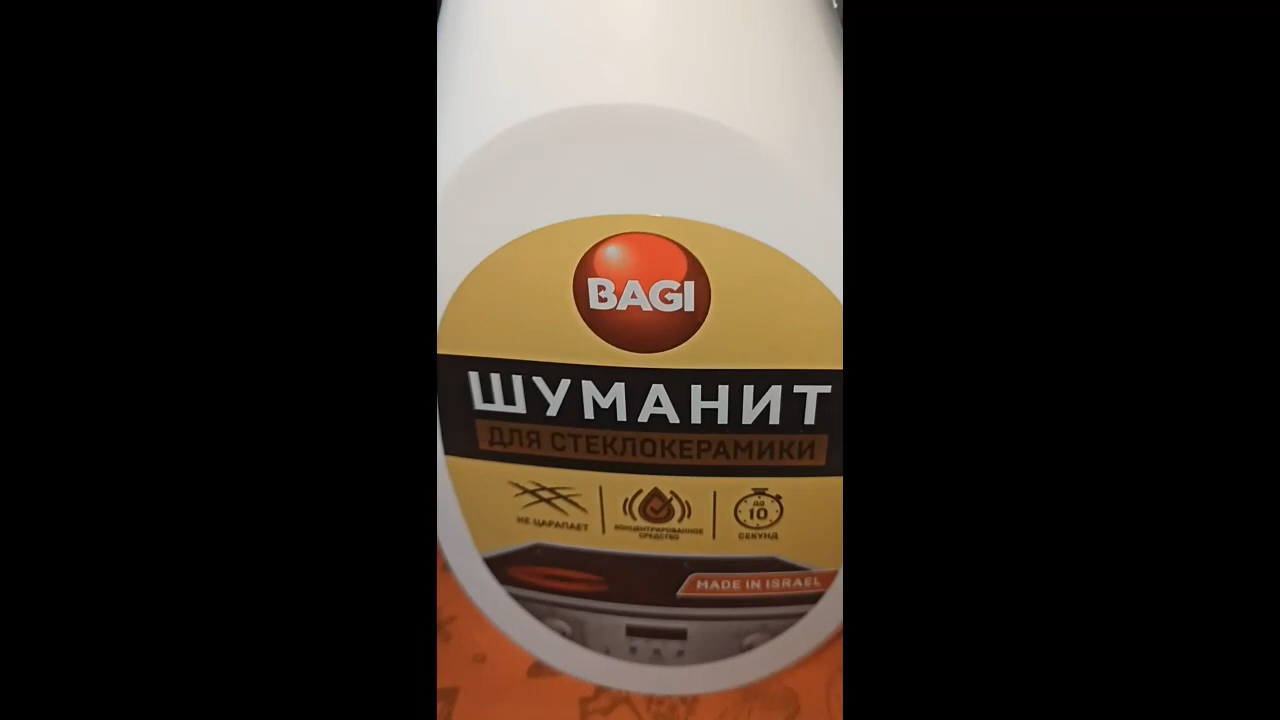 BAGI
ШУМАНИТ
ДЛЯ СТЕКЛОКЕРАМИКИ
НЕ ЦАРАПАЕТ
КОНЦЕНТРИРОВАННОЕ
СРЕДСТВО
ДО
10
СЕКУНД
MADE IN ISRAEL